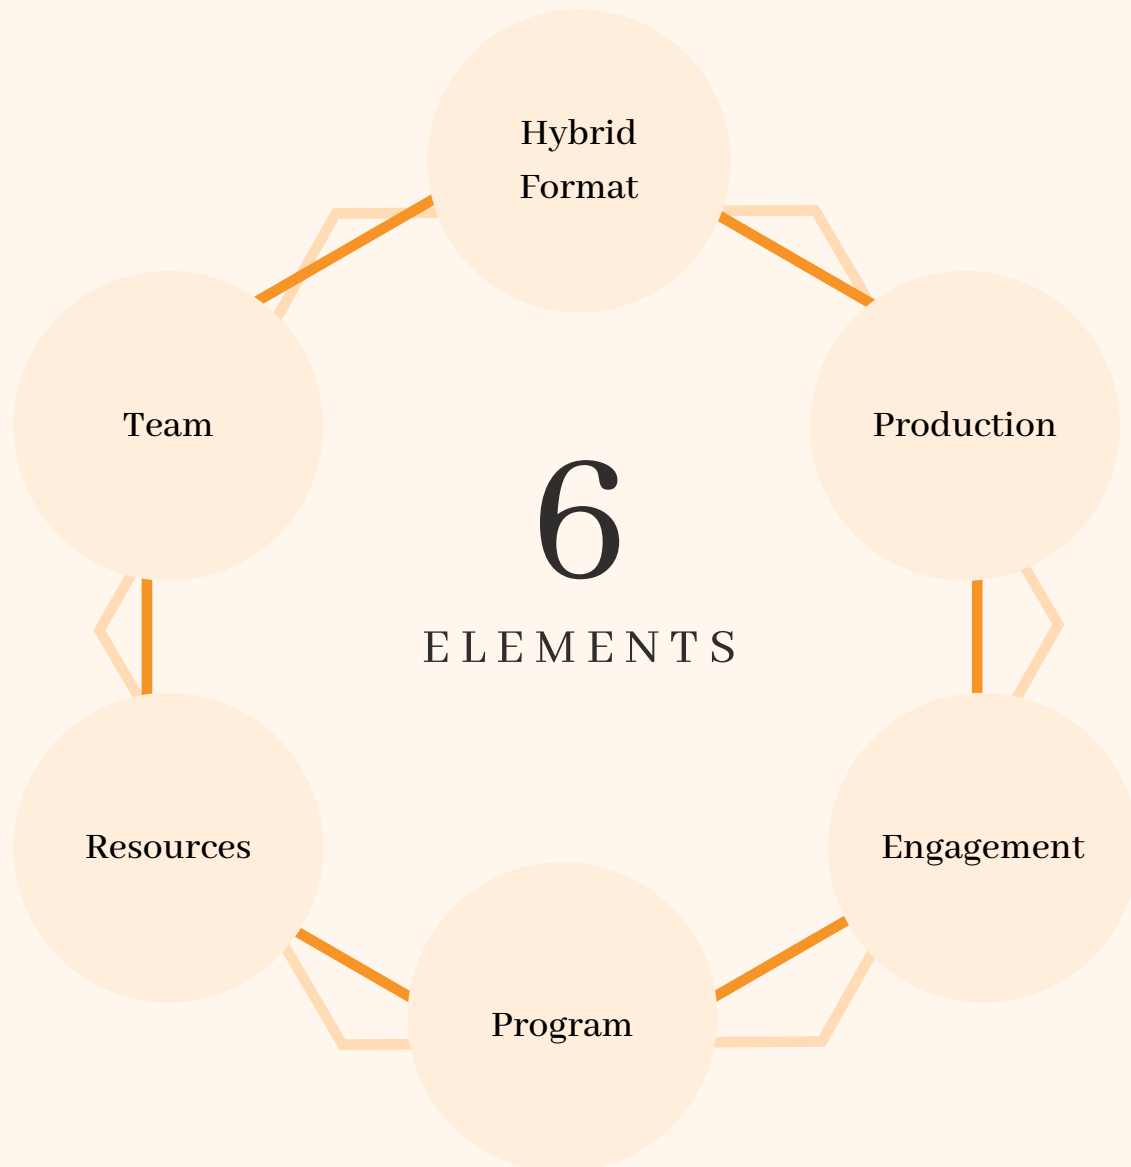 Hybrid
Format
Team
Production
6
ELEMENTS
Resources
Engagement
Program